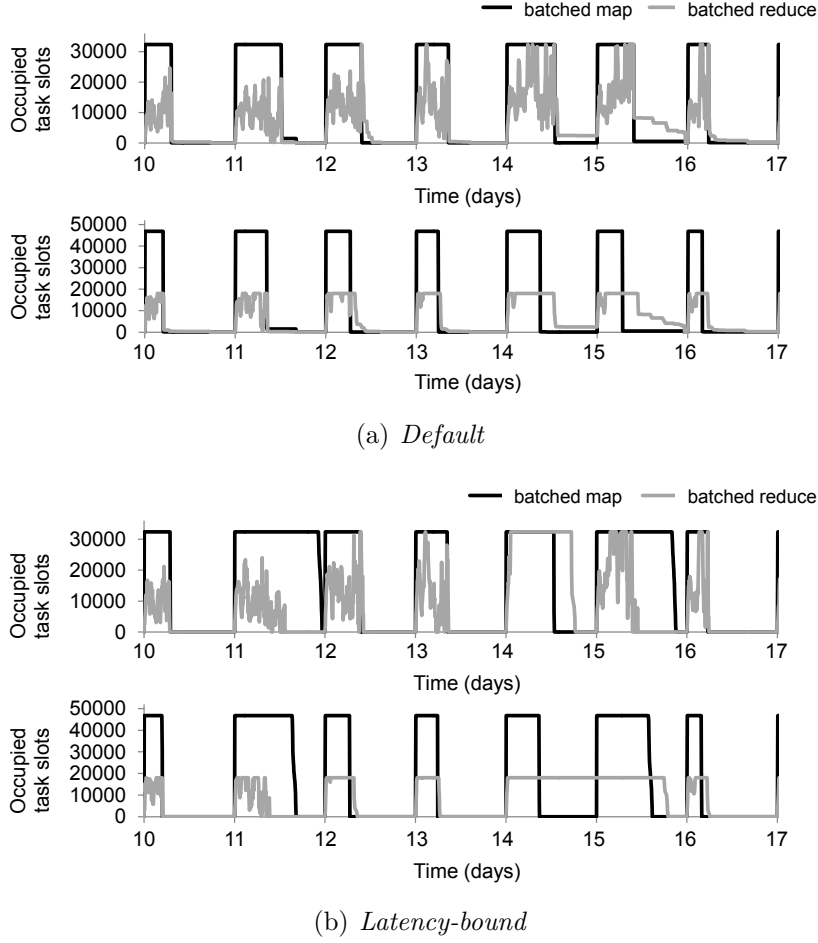 batched map batched reduce
Occupied
task slots
30000
20000
10000
0
10 11 12 13 14 15 16 17
Time (days)
Occupied
task slots
50000
40000
30000
20000
10000
0
10 11 12 13 14 15 16 17
Time (days)
(a) Default
batched map batched reduce
Occupied
task slots
30000
20000
10000
0
10 11 12 13 14 15 16 17
Time (days)
Occupied
task slots
50000
40000
30000
20000
10000
0
10 11 12 13 14 15 16 17
Time (days)
(b) Latency-bound